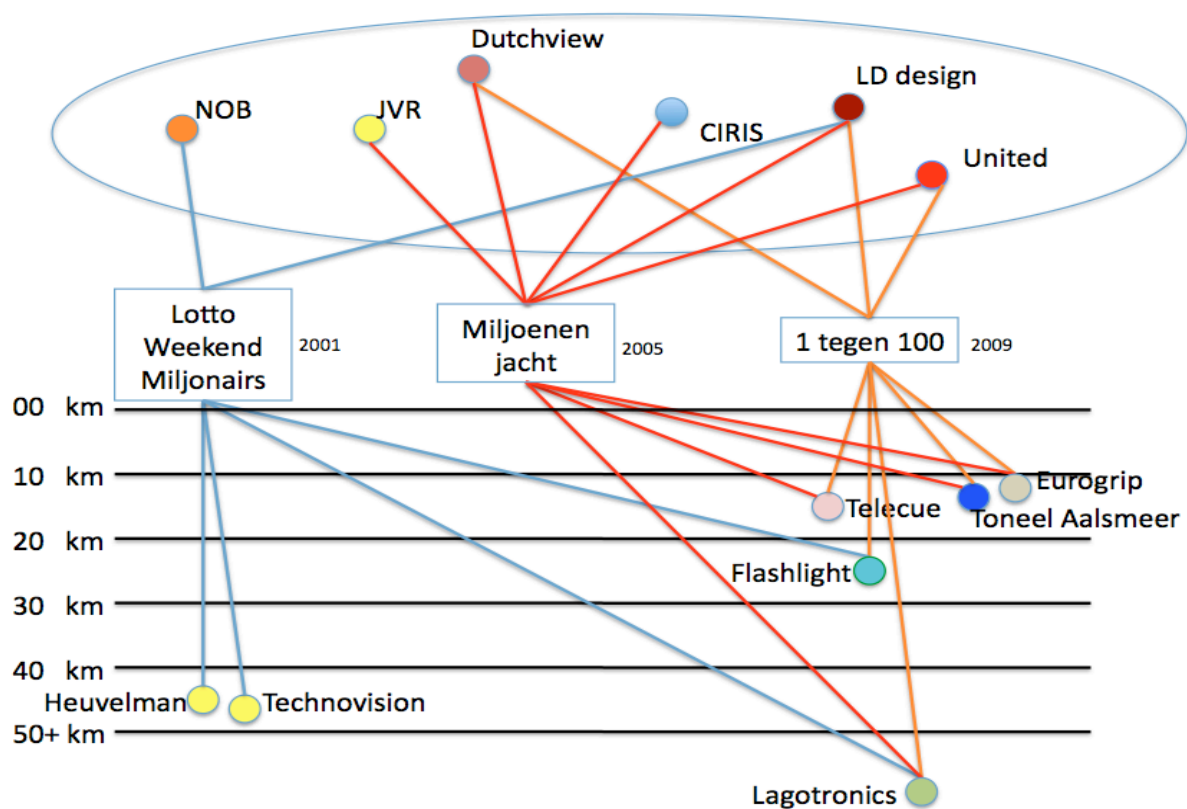 Dutchview
LD design
NOB
JVR
CIRIS
United
Lotto
Weekend
Miljonairs
2001
Miljoenen
jacht
2005
1 tegen 100
2009
00 km
10 km
Eurogrip
Telecue
Toneel Aalsmeer
20 km
Flashlight
30 km
40 km
Heuvelman
Technovision
50+ km
Lagotronics